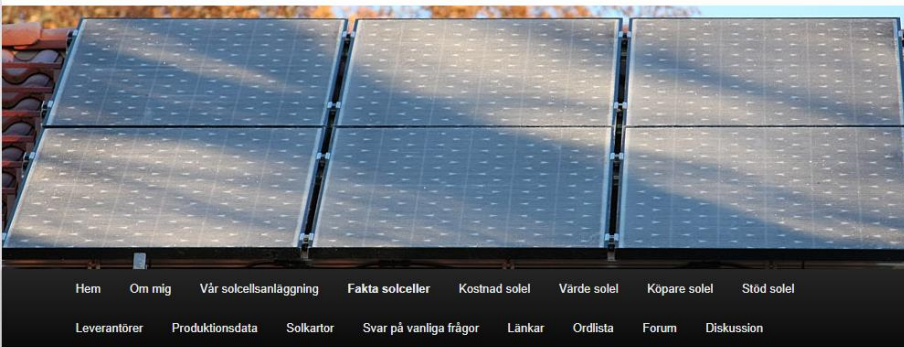 Hem Om mig Vår solcellsanläggning Fakta solceller Kostnad solel Värde solel Köpare solel Stöd solel
Leverantörer Produktionsdata Solkartor Svar på vanliga frågor Länkar Ordlista Forum Diskussion